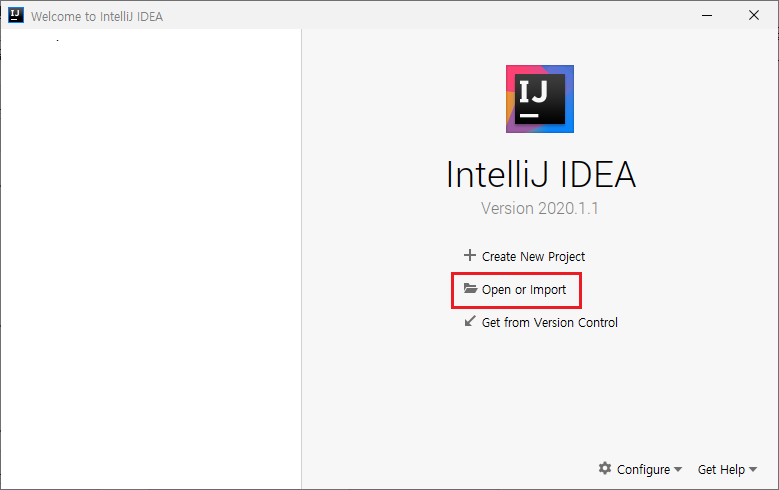 Welcome to IntelliJ IDEA
IJ
IntelliJ IDEA
Version 2020.1.1
Create New Project
Open or Import
Get from Version Control
Configure
Get Help